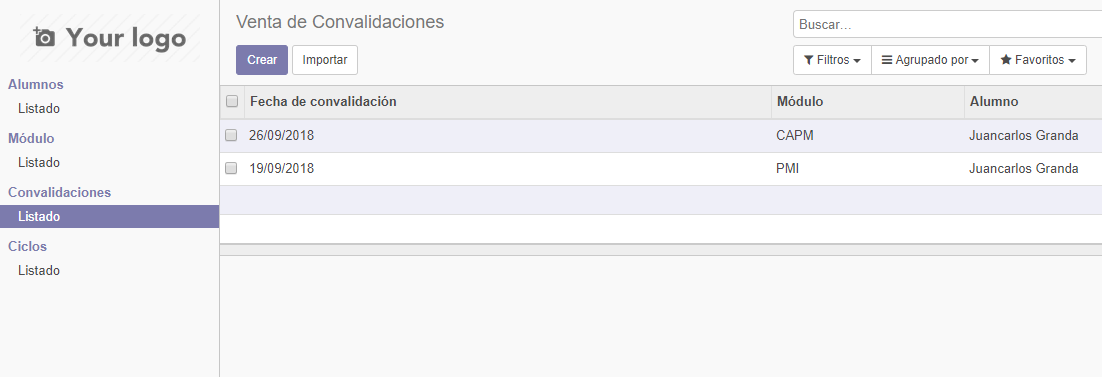 Your logo
Alumnos
Listado
Módulo
Listado
Convalidaciones
Listado
Ciclos
Listado
Venta de Convalidaciones
Buscar...
Crear Importar
Filtros Agrupado por Favoritos
Fecha de convalidación Módulo Alumno
26/09/2018 CAPM Juancarlos Granda
19/09/2018 PMI Juancarlos Granda